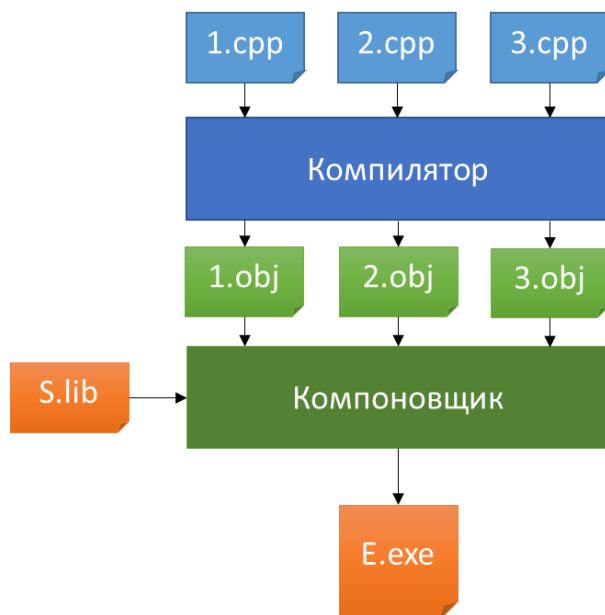 1.cpp 2.cpp 3.cpp
Компилятор
1.obj 2.obj 3.obj
S.lib
Компоновщик
E.exe